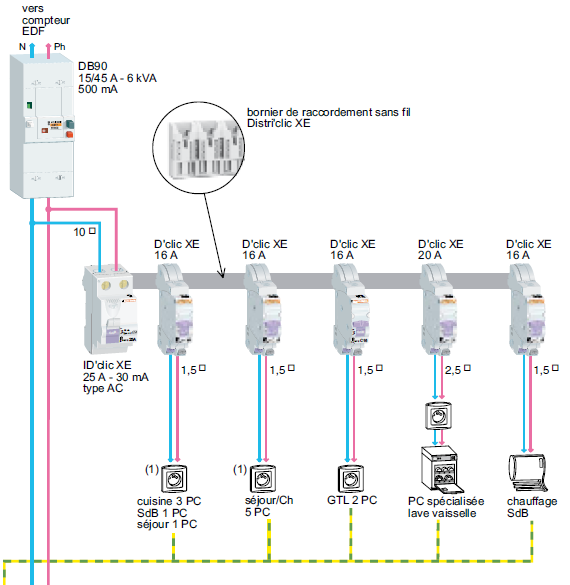 vers
compteur
EDF
N
Ph
DB90
15/45 A - 6 kVA
500 mA
bornier de raccordement sans fil
Distri'clic XE
10 □
D'clic XE
16 A
D'clic XE
16 A
D'clic XE
16 A
D'clic XE
20 A
D'clic XE
16 A
ID'clic XE
25 A - 30 mA
type AC
1,5 □
1,5 □
1,5 □
2,5 □
1,5 □
(1)
(1)
cuisine 3 PC
SdB 1 PC
séjour 1 PC
séjour/Ch
5 PC
GTL 2 PC
PC spécialisée
lave vaisselle
chauffage
SdB